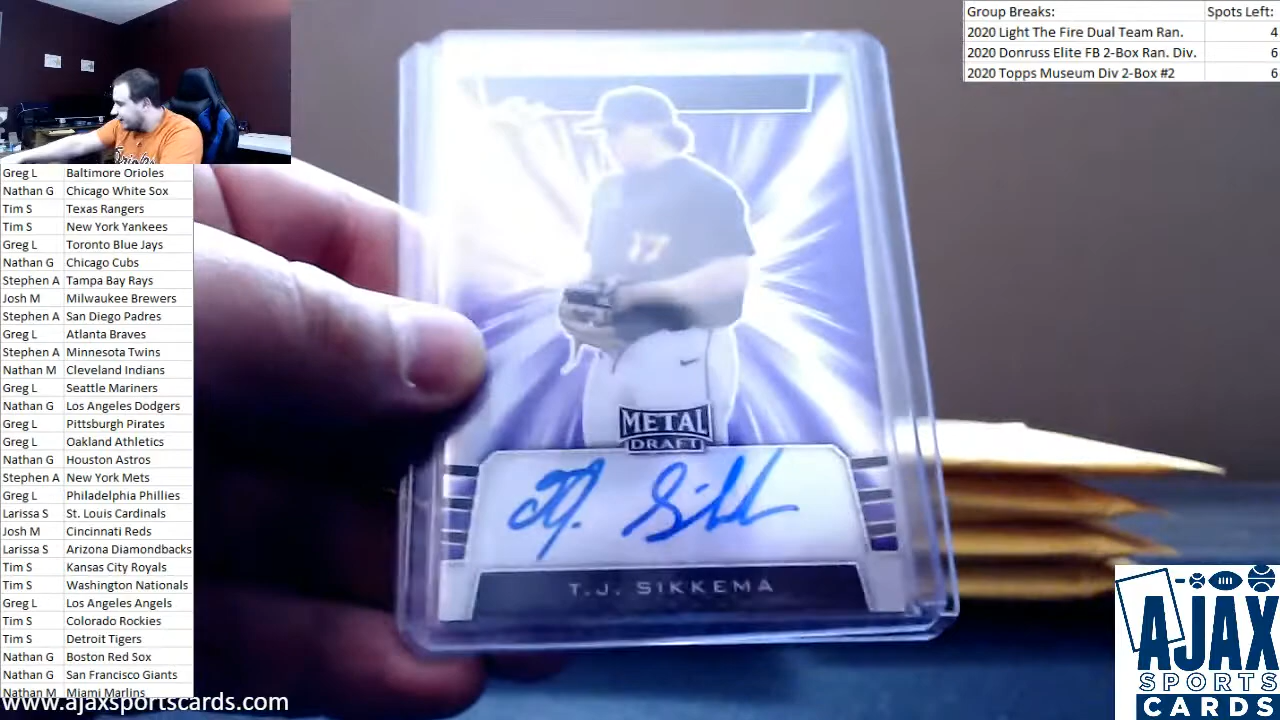 Group Breaks: Spots Left:
2020 Light The Fire Dual Team Ran. 4
2020 Donruss Elite FB 2-Box Ran. Div. 6
2020 Topps Museum Div 2-Box #2 6
Greg L Baltimore Orioles
Nathan G Chicago White Sox
Tim S Texas Rangers
Tim S New York Yankees
Greg L Toronto Blue Jays
Nathan G Chicago Cubs
Stephen A Tampa Bay Rays
Josh M Milwaukee Brewers
Stephen A San Diego Padres
Greg L Atlanta Braves
Stephen A Minnesota Twins
Nathan M Cleveland Indians
Greg L Seattle Mariners
Nathan G Los Angeles Dodgers
Greg L Pittsburgh Pirates
Greg L Oakland Athletics
Nathan G Houston Astros
Stephen A New York Mets
Greg L Philadelphia Phillies
Larissa S St. Louis Cardinals
Josh M Cincinnati Reds
Larissa S Arizona Diamondbacks
Tim S Kansas City Royals
Tim S Washington Nationals
Greg L Los Angeles Angels
Tim S Colorado Rockies
Tim S Detroit Tigers
Nathan G Boston Red Sox
Nathan G San Francisco Giants
Nathan M Miami Marlins
www.ajaxsportscards.com
17
METAL
DRAFT
T.J. Sikkema
T.J. SIKKEMA
AJAX
SPORTS
CARDS